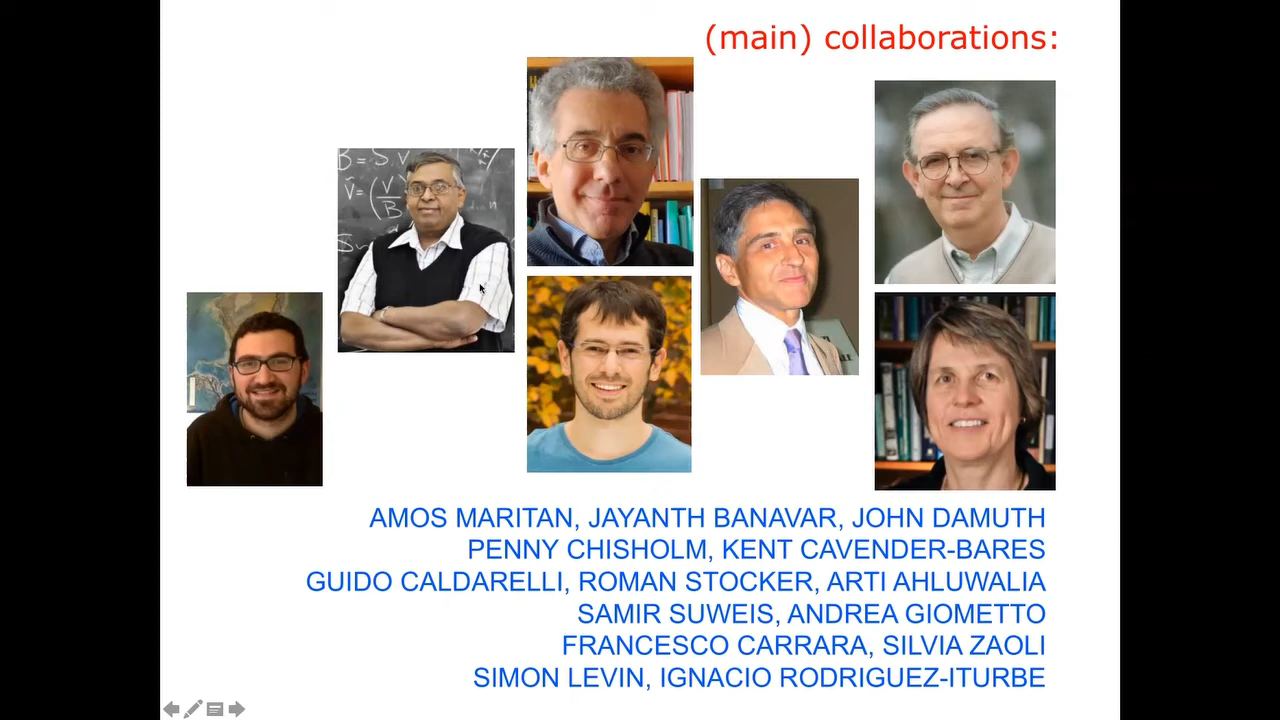 (main) collaborations:
AMOS MARITAN, JAYANTH BANAVAR, JOHN DAMUTH
PENNY CHISHOLM, KENT CAVENDER-BARES
GUIDO CALDARELLI, ROMAN STOCKER, ARTI AHLUWALIA
SAMIR SUWEIS, ANDREA GIOMETTO
FRANCESCO CARRARA, SILVIA ZAOLI
SIMON LEVIN, IGNACIO RODRIGUEZ-ITURBE